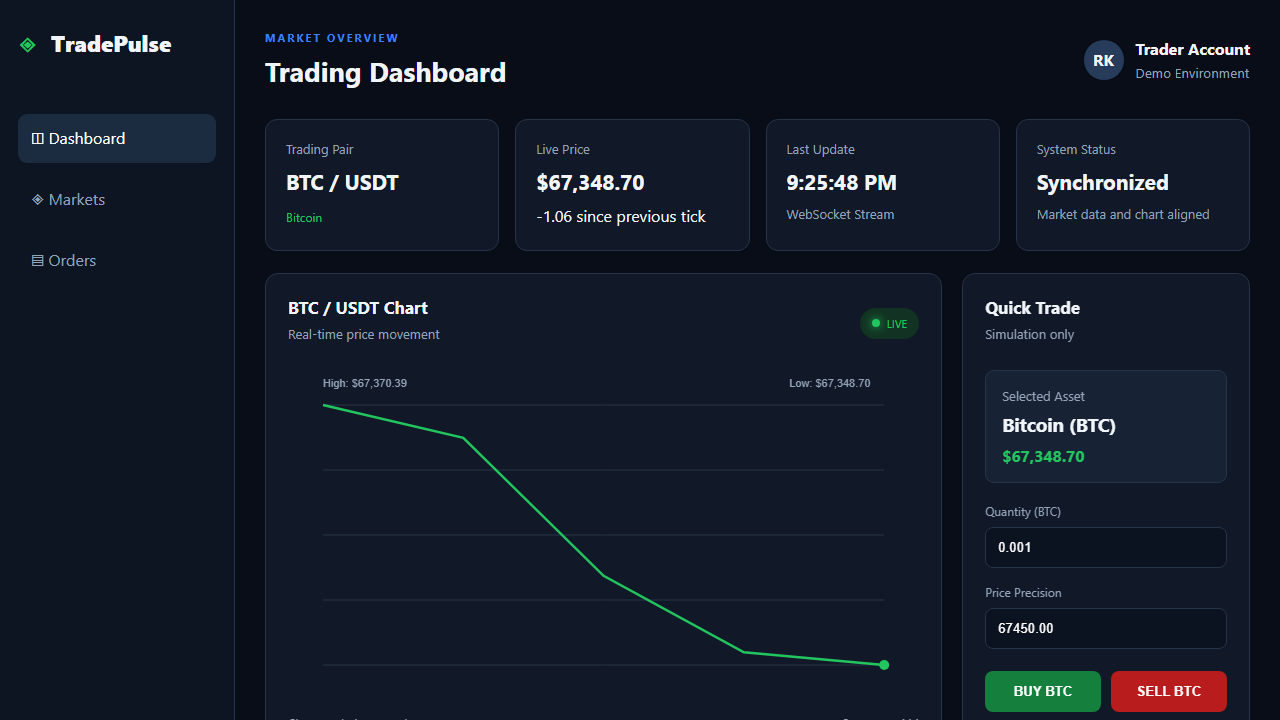 TradePulse
Dashboard
Markets
Orders
MARKET OVERVIEW
Trading Dashboard
RK
Trader Account
Demo Environment
Trading Pair
BTC / USDT
Bitcoin
Live Price
$67,348.70
-1.06 since previous tick
Last Update
9:25:48 PM
WebSocket Stream
System Status
Synchronized
Market data and chart aligned
BTC / USDT Chart
Real-time price movement
LIVE
High: $67,370.39
Low: $67,348.70
Quick Trade
Simulation only
Selected Asset
Bitcoin (BTC)
$67,348.70
Quantity (BTC)
0.001
Price Precision
67450.00
BUY BTC
SELL BTC